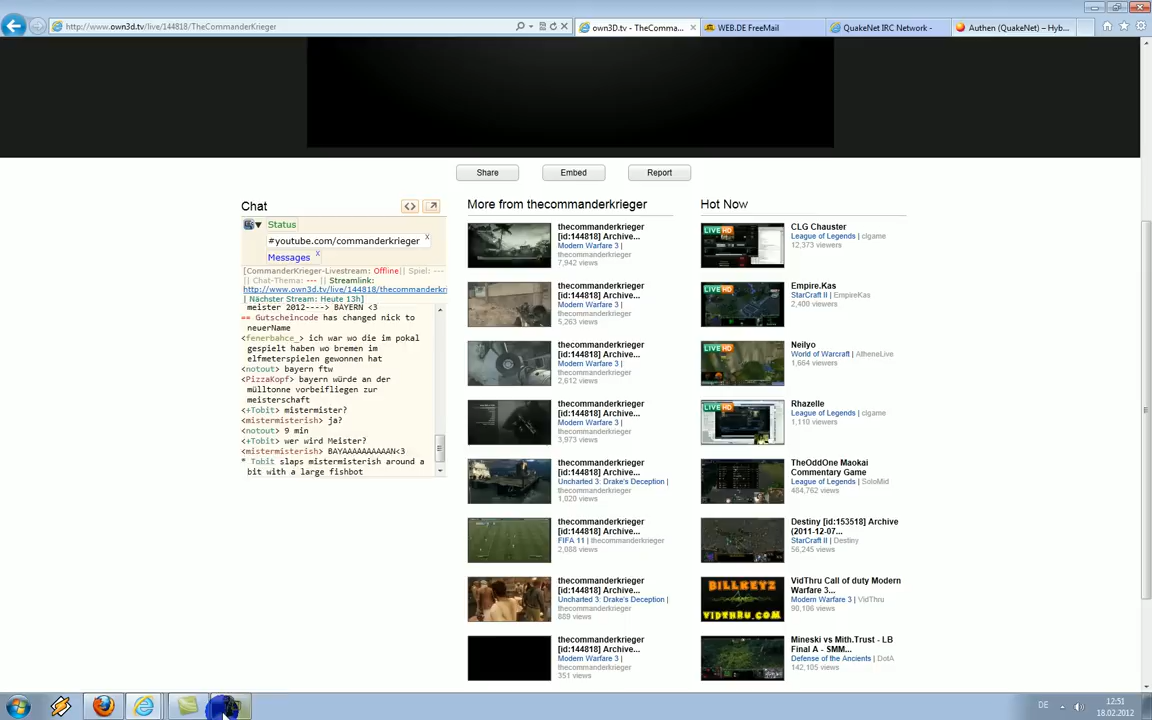 http://www.own3d.tv/live/144818/TheCommanderKrieger
own3D.tv - TheComma...
WEB.DE FreeMail
QuakeNet IRC Network -
Authen (QuakeNet) – Hyb...
Share
Embed
Report
Chat
Status
#youtube.com/commanderkrieger
Messages
[CommanderKrieger-Livestream: Offline|| Spiel: ---
|| Chat-Thema: --- || Streamlink:
http://www.own3d.tv/live/144818/thecommanderkri
| Nächster Stream: Heute 13h]
meister 2012----> BAYERN <3
== Gutscheincode has changed nick to
neuerName
<fenerbahce_> ich war wo die im pokal
gespielt haben wo bremen im
elfmeterspielen gewonnen hat
<notout> bayern ftw
<PizzaKopf> bayern würde an der
mülltonne vorbeifliegen zur
meisterschaft
<+Tobit> mistermister?
<mistermisterish> ja?
<notout> 9 min
<+Tobit> wer wird Meister?
<mistermisterish> BAYAAAAAAAAAN<3
* Tobit slaps mistermisterish around a
bit with a large fishbot
More from thecommanderkrieger
thecommanderkrieger
[id:144818] Archive...
Modern Warfare 3 |
thecommanderkrieger
7,942 views
thecommanderkrieger
[id:144818] Archive...
Modern Warfare 3 |
thecommanderkrieger
5,263 views
thecommanderkrieger
[id:144818] Archive...
Modern Warfare 3 |
thecommanderkrieger
2,612 views
thecommanderkrieger
[id:144818] Archive...
Modern Warfare 3 |
thecommanderkrieger
3,973 views
thecommanderkrieger
[id:144818] Archive...
Uncharted 3: Drake's Deception |
thecommanderkrieger
1,020 views
thecommanderkrieger
[id:144818] Archive...
FIFA 11 | thecommanderkrieger
2,088 views
thecommanderkrieger
[id:144818] Archive...
Uncharted 3: Drake's Deception |
thecommanderkrieger
889 views
thecommanderkrieger
[id:144818] Archive...
Modern Warfare 3 |
thecommanderkrieger
351 views
Hot Now
LIVE HD
CLG Chauster
League of Legends | clgame
12,373 views
LIVE HD
Empire.Kas
StarCraft II | EmpireKas
2,400 views
LIVE HD
Neilyo
World of Warcraft | AtheneLive
1,664 views
LIVE HD
Rhazelle
League of Legends | clgame
1,110 views
TheOddOne Maokai
Commentary Game
League of Legends | SoloMid
484,762 views
Destiny [id:153518] Archive
(2011-12-07...
StarCraft II | Destiny
56,245 views
BILLKEYZ
VIDTHRU.COM
VidThru Call of duty Modern
Warfare 3...
Modern Warfare 3 | VidThru
90,106 views
Mineski vs Mith.Trust - LB
Final A - SMM...
Defense of the Ancients | DotA
142,105 views
DE
12:51
18.02.2012